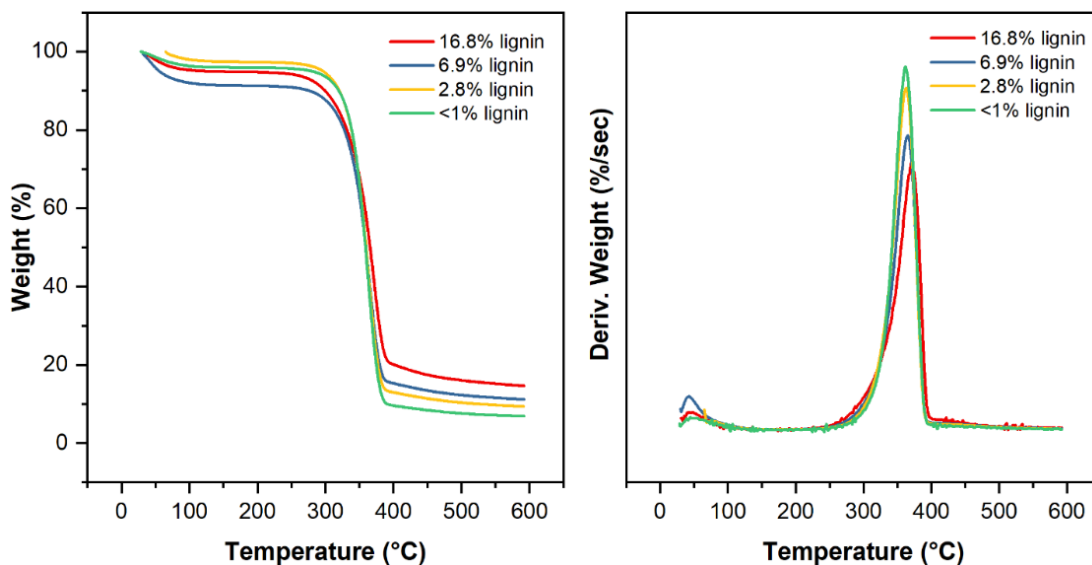 16.8% lignin
6.9% lignin
2.8% lignin
<1% lignin
100
80
60
40
20
0
Weight (%)
0 100 200 300 400 500 600
Temperature (°C)
16.8% lignin
6.9% lignin
2.8% lignin
<1% lignin
Deriv. Weight (%/sec)
0 100 200 300 400 500 600
Temperature (°C)